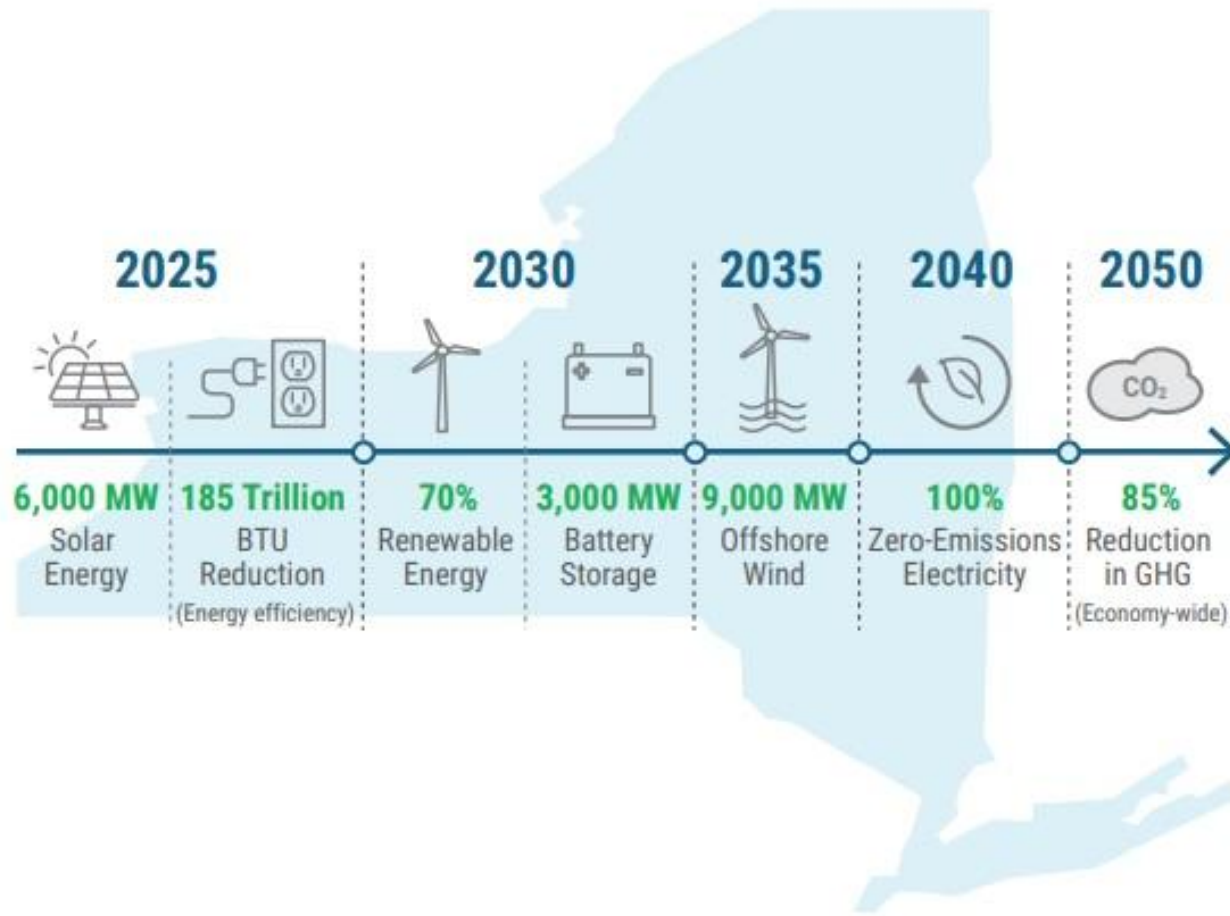 2025
2030
2035
2040
2050
CO₂
6,000 MW
Solar
Energy
185 Trillion
BTU
Reduction
(Energy efficiency)
70%
Renewable
Energy
3,000 MW
Battery
Storage
9,000 MW
Offshore
Wind
100%
Zero-Emissions
Electricity
85%
Reduction
in GHG
(Economy-wide)